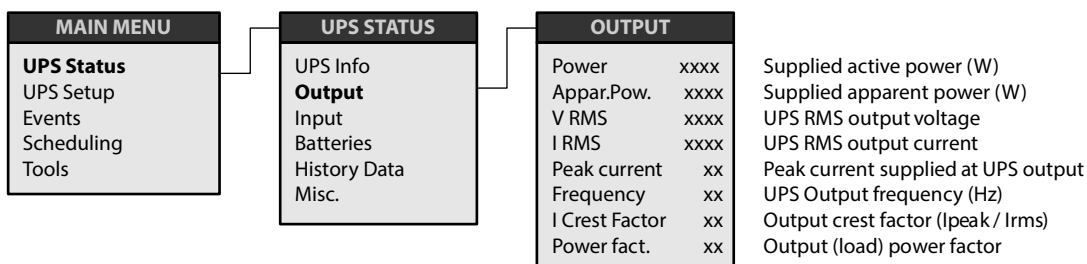 MAIN MENU
UPS Status
UPS Setup
Events
Scheduling
Tools
UPS STATUS
UPS Info
Output
Input
Batteries
History Data
Misc.
OUTPUT
Power xxxx Supplied active power (W)
Appar.Pow. xxxx Supplied apparent power (W)
V RMS xxxx UPS RMS output voltage
I RMS xxxx UPS RMS output current
Peak current xx Peak current supplied at UPS output
Frequency xx UPS Output frequency (Hz)
I Crest Factor xx Output crest factor (Ipeak / Irms)
Power fact. xx Output (load) power factor